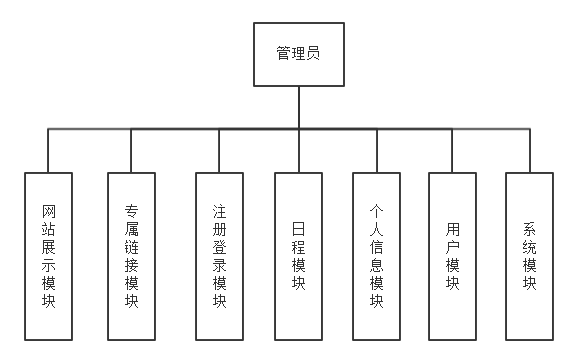 管理员
网站展示模块
专属链接模块
注册登录模块
日程模块
个人信息模块
用户模块
系统模块